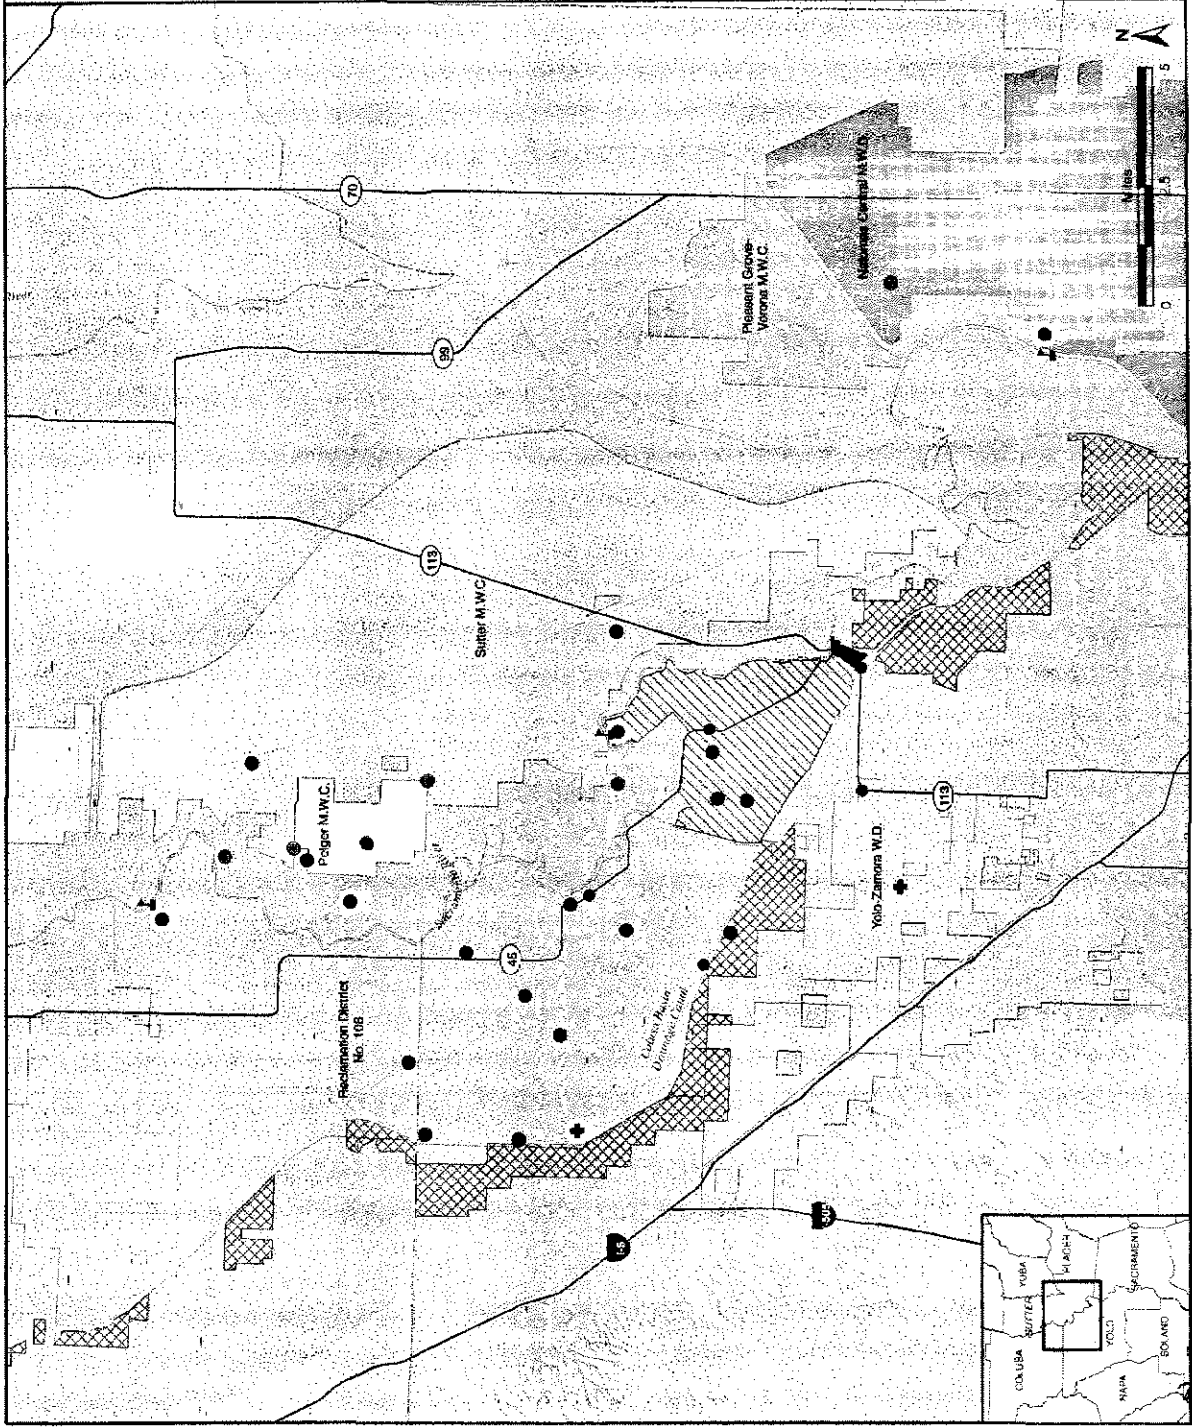 N
5
2.5
0
Miles
70
99
Natomas Central M.W.D.
Pleasant Grove-
Verona M.W.C.
113
Sutter M.W.C.
Pelger M.W.C.
113
Yolo-Zamora W.D.
45
Reclamation District
No. 108
Colusa Basin
Drainage Canal
I-5
COLUSA
SUTTER
YUBA
PLACER
YOLO
SACRAMENTO
NAPA
SOLANO